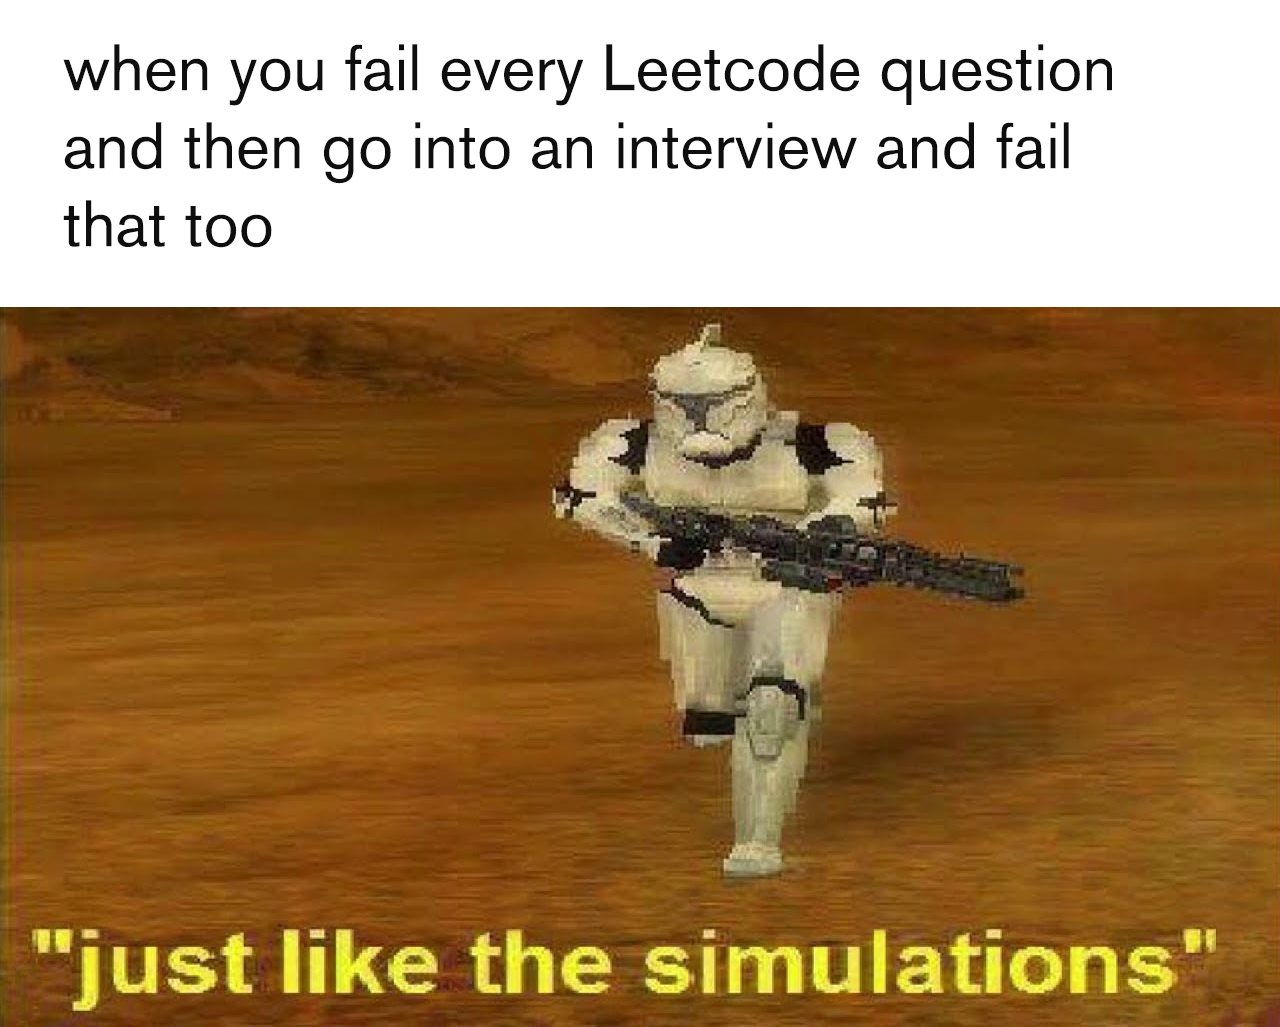 when you fail every Leetcode question
and then go into an interview and fail
that too
"just like the simulations"